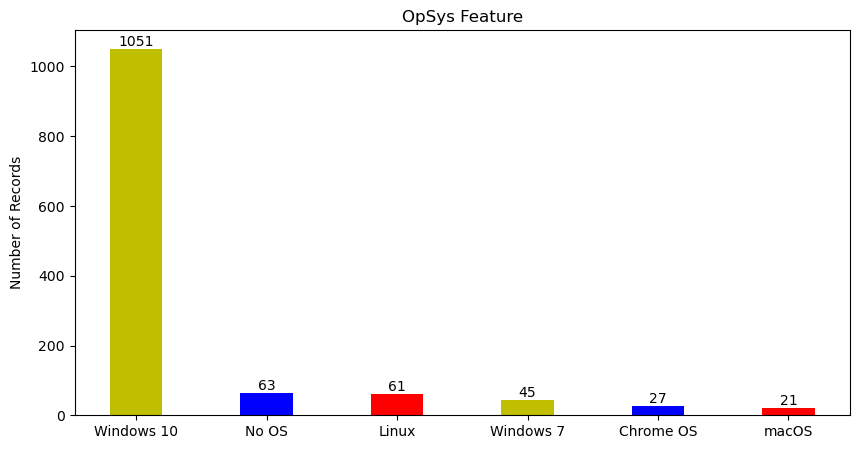 OpSys Feature
Number of Records
1000
800
600
400
200
0
1051
63
61
45
27
21
Windows 10
No OS
Linux
Windows 7
Chrome OS
macOS